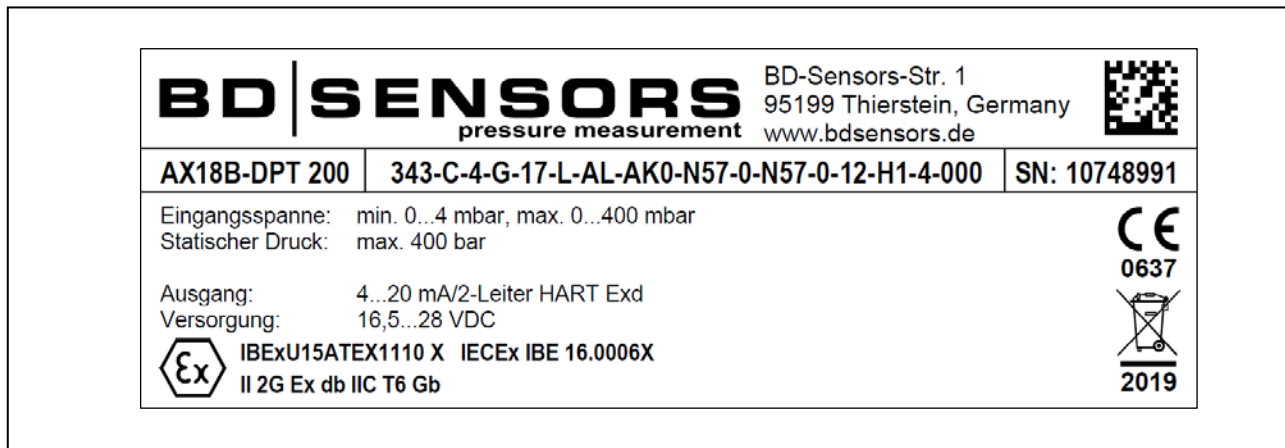 BD|SENSORS
pressure measurement
BD-Sensors-Str. 1
95199 Thierstein, Germany
www.bdsensors.de
AX18B-DPT 200 343-C-4-G-17-L-AL-AK0-N57-0-N57-0-12-H1-4-000 SN: 10748991
Eingangsspanne: min. 0...4 mbar, max. 0...400 mbar
Statischer Druck: max. 400 bar
Ausgang: 4...20 mA/2-Leiter HART Exd
Versorgung: 16,5...28 VDC
CE
0637
Ex
IBExU15ATEX1110 X IECEx IBE 16.0006X
II 2G Ex db IIC T6 Gb
2019